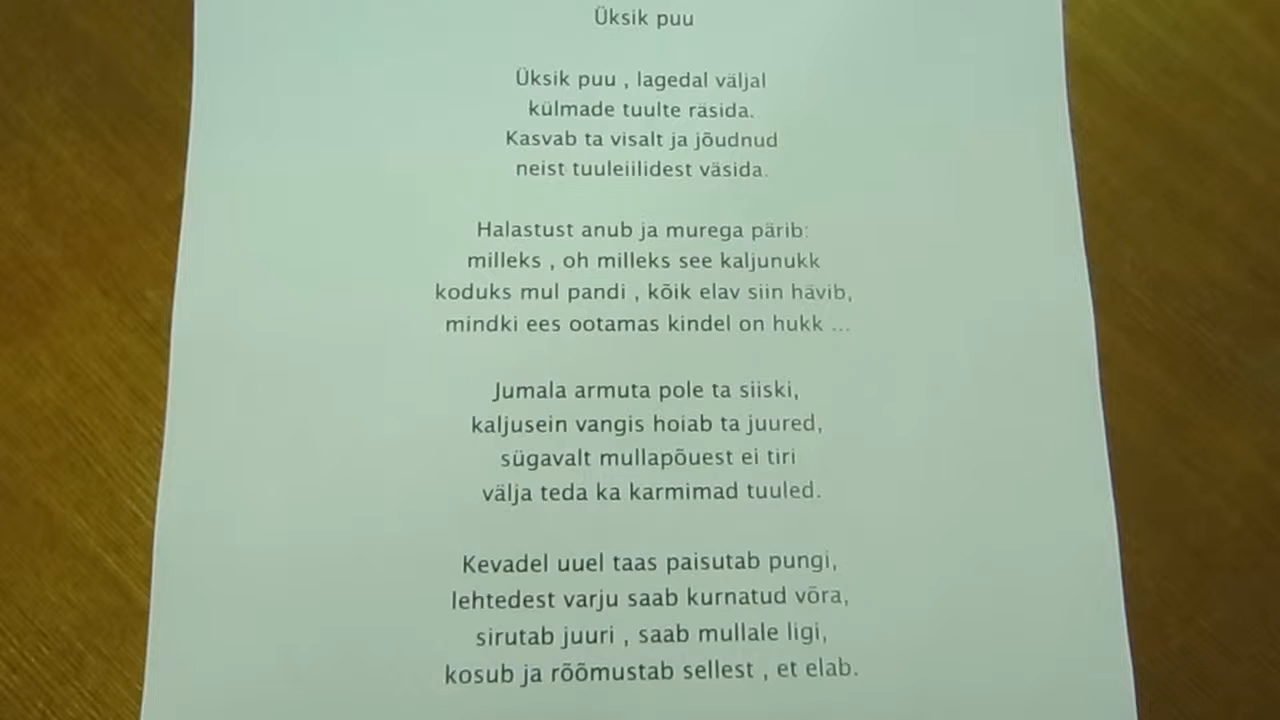 Üksik puu
Üksik puu , lagedal väljal
külmade tuulte räsida.
Kasvab ta visalt ja jõudnud
neist tuuleiilidest väsida.
Halastust anub ja murega pärib:
milleks , oh milleks see kaljunukk
koduks mul pandi , kõik elav siin hävib,
mindki ees ootamas kindel on hukk ...
Jumala armuta pole ta siiski,
kaljusein vangis hoiab ta juured,
sügavalt mullapõuest ei tiri
välja teda ka karmimad tuuled.
Kevadel uuel taas paisutab pungi,
lehtedest varju saab kurnatud võra,
sirutab juuri , saab mullale ligi,
kosub ja rõõmustab sellest , et elab.